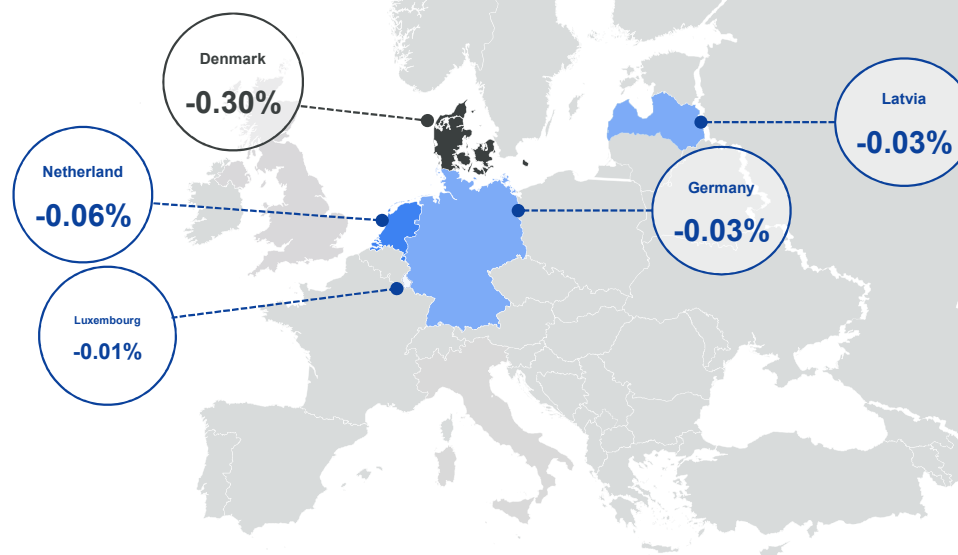 Denmark
-0.30%
Latvia
-0.03%
Netherland
-0.06%
Germany
-0.03%
Luxembourg
-0.01%